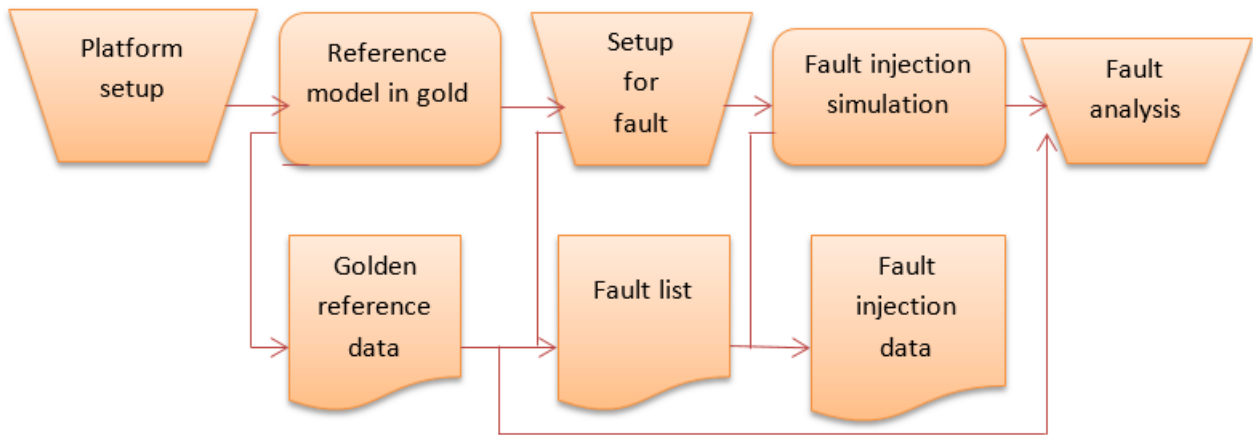 Platform
setup
Reference
model in gold
Setup
for
fault
Fault injection
simulation
Fault
analysis
Golden
reference
data
Fault list
Fault
injection
data